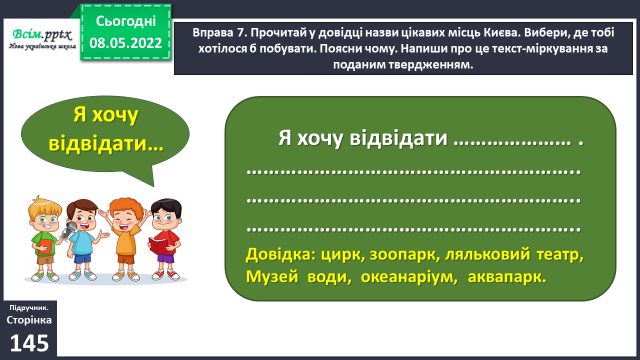 Всім.pptx
Нова українська школа
Сьогодні
08.05.2022
Вправа 7. Прочитай у довідці назви цікавих місць Києва. Вибери, де тобі
хотілося б побувати. Поясни чому. Напиши про це текст-міркування за
поданим твердженням.
Я хочу
відвідати…
Я хочу відвідати ………………… .
…………………………………………………..
…………………………………………………..
…………………………………………………..
Довідка: цирк, зоопарк, ляльковий театр,
Музей води, океанаріум, аквапарк.
Підручник.
Сторінка
145